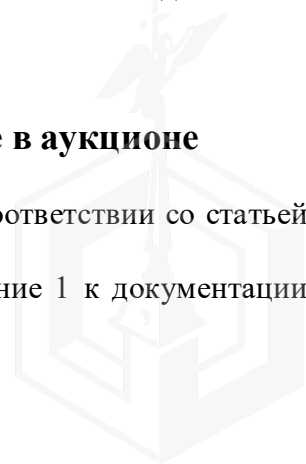 е в аукционе
оответствии со статьей
ние 1 к документации